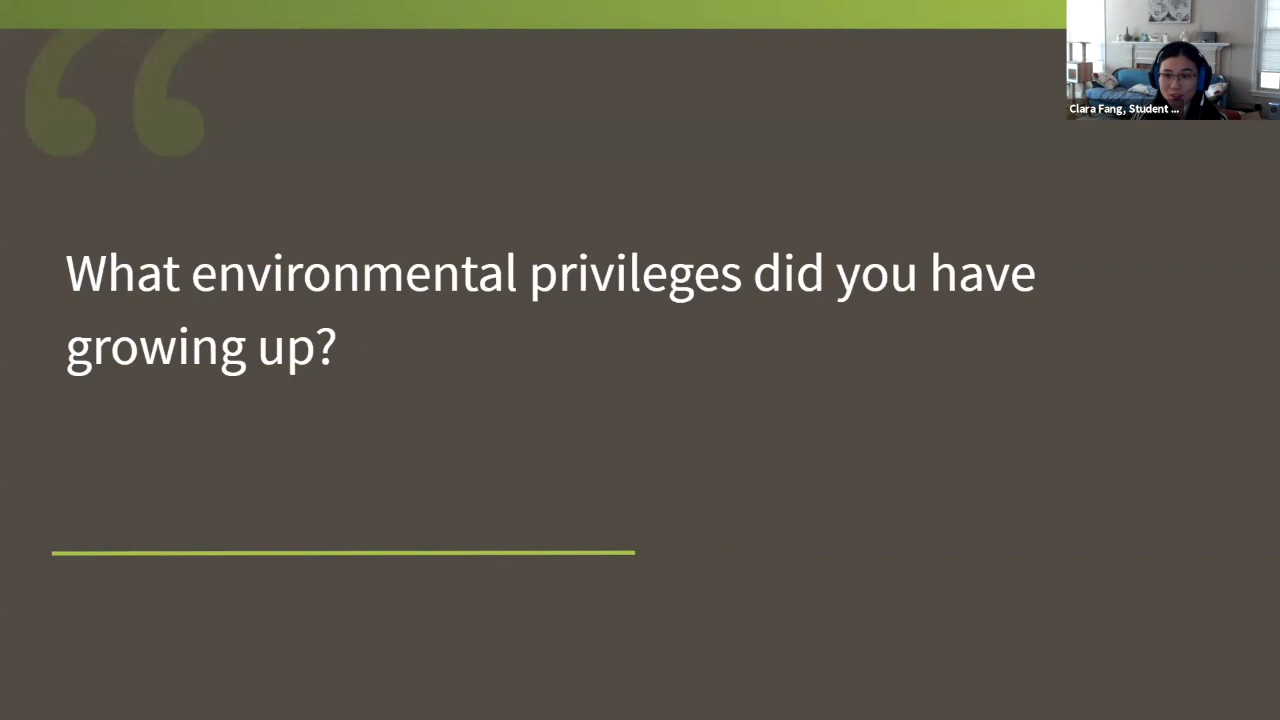 Clara Fang, Student ...
What environmental privileges did you have
growing up?